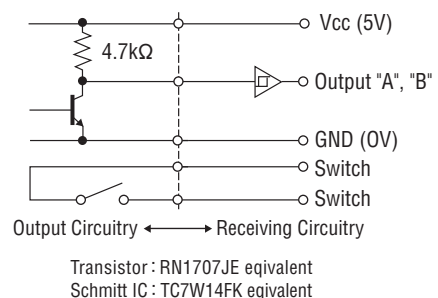 Vcc (5V)
4.7kΩ
Output "A", "B"
GND (0V)
Switch
Switch
Output Circuitry ⟷ Receiving Circuitry
Transistor : RN1707JE eqivalent
Schmitt IC : TC7W14FK eqivalent